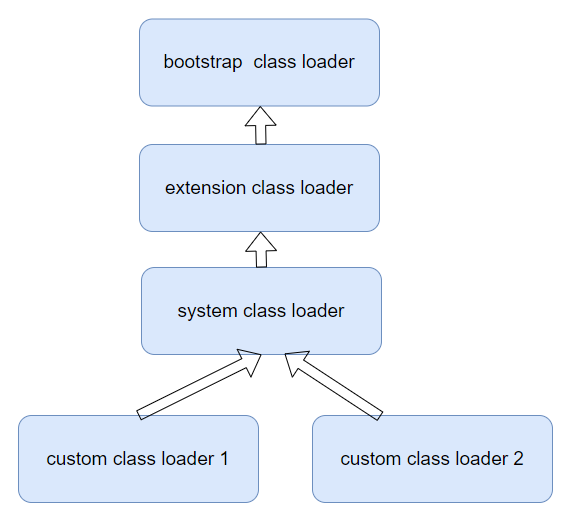 bootstrap  class loader
extension class loader
system class loader
custom class loader 1
custom class loader 2